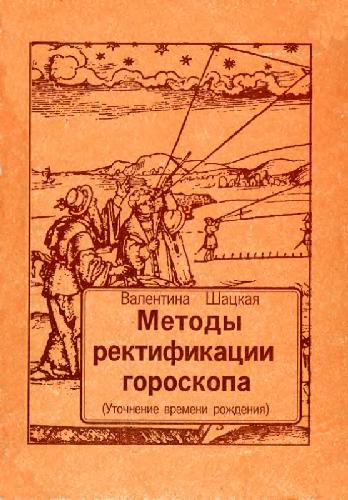 Валентина Шацкая
Методы
ректификации
гороскопа
(Уточнение времени рождения)